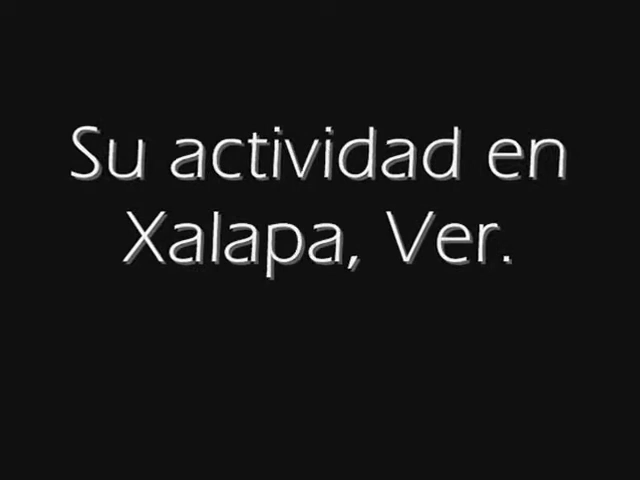 Su actividad en
Xalapa, Ver.